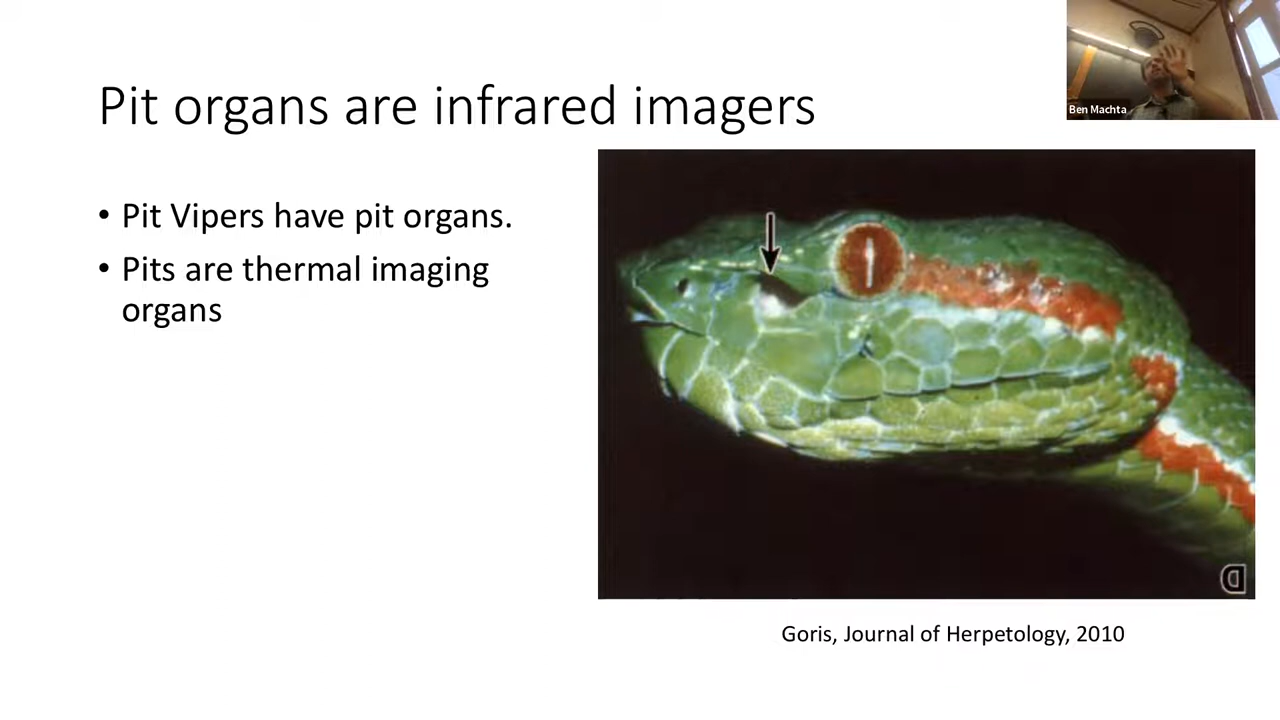 Pit organs are infrared imagers
Ben Machta
• Pit Vipers have pit organs.
• Pits are thermal imaging
organs
D
Goris, Journal of Herpetology, 2010